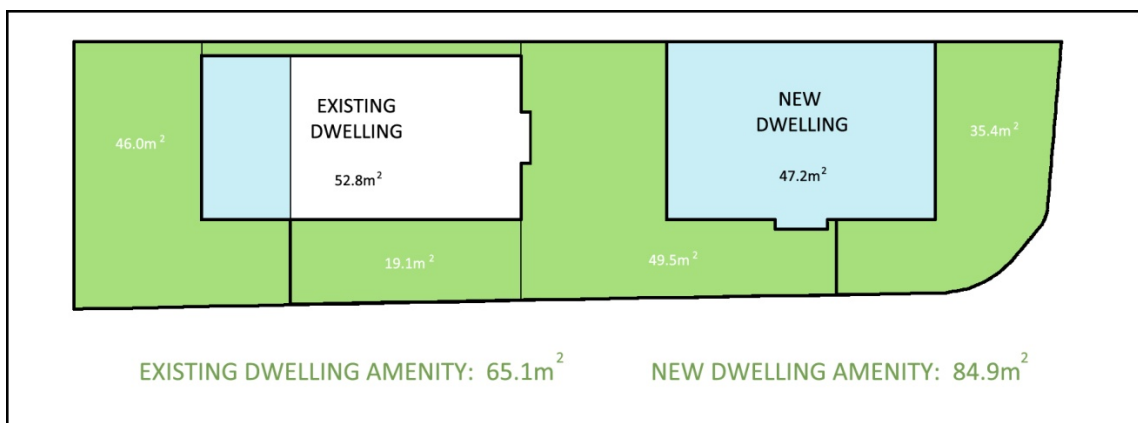 EXISTING
DWELLING
52.8m²
NEW
DWELLING
47.2m²
46.0m²
35.4m²
19.1m²
49.5m²
EXISTING DWELLING AMENITY: 65.1m²
NEW DWELLING AMENITY: 84.9m²